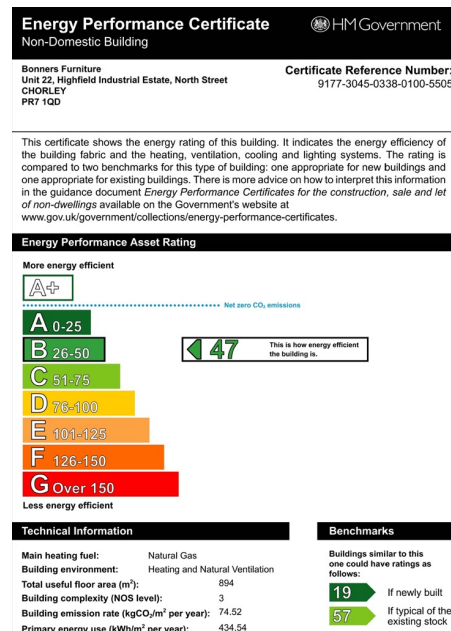 Energy Performance Certificate
HM Government
Non-Domestic Building
Bonners Furniture
Unit 22, Highfield Industrial Estate, North Street
CHORLEY
PR7 1QD
Certificate Reference Number:
9177-3045-0338-0100-5505
This certificate shows the energy rating of this building. It indicates the energy efficiency of
the building fabric and the heating, ventilation, cooling and lighting systems. The rating is
compared to two benchmarks for this type of building: one appropriate for new buildings and
one appropriate for existing buildings. There is more advice on how to interpret this information
in the guidance document Energy Performance Certificates for the construction, sale and let
of non-dwellings available on the Government's website at
www.gov.uk/government/collections/energy-performance-certificates.
Energy Performance Asset Rating
More energy efficient
A+
Net zero CO₂ emissions
A 0-25
B 26-50
47
This is how energy efficient
the building is.
C 51-75
D 76-100
E 101-125
F 126-150
G Over 150
Less energy efficient
Technical Information
Main heating fuel: Natural Gas
Building environment: Heating and Natural Ventilation
Total useful floor area (m²): 894
Building complexity (NOS level): 3
Building emission rate (kgCO₂/m² per year): 74.52
Primary energy use (kWh/m² per year): 434.54
Benchmarks
Buildings similar to this
one could have ratings as
follows:
19 If newly built
57 If typical of the
existing stock